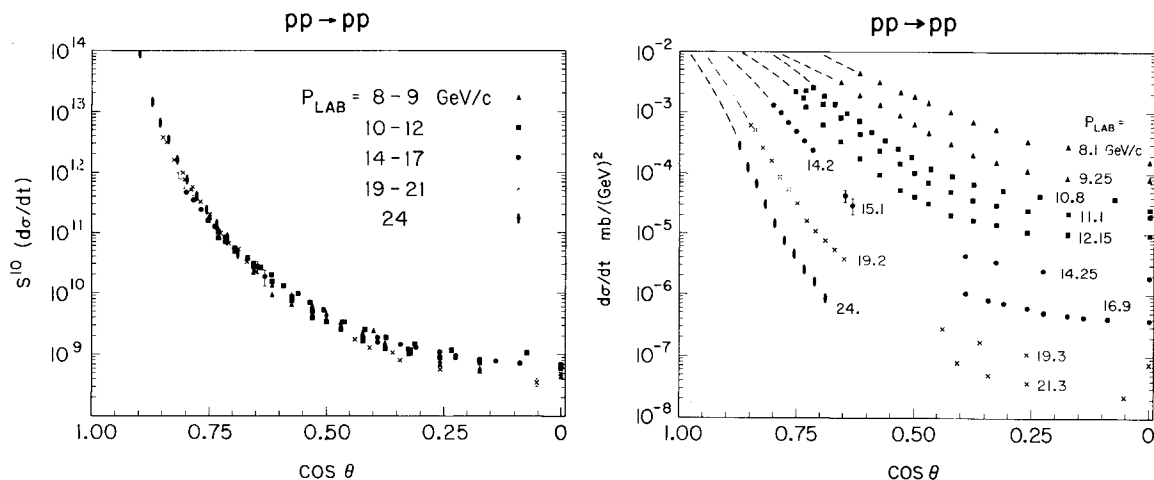 pp → pp
10^14
10^13
10^12
10^11
10^10
10^9
S^10 (dσ/dt)
P_LAB = 8 - 9 GeV/c
10 - 12
14 - 17
19 - 21
24
1.00 0.75 0.50 0.25 0
COS θ
pp → pp
10^-2
10^-3
10^-4
10^-5
10^-6
10^-7
10^-8
dσ/dt mb/(GeV)^2
P_LAB =
8.1 GeV/c
9.25
10.8
11.1
12.15
14.2
15.1
14.25
19.2
16.9
24.
19.3
21.3
1.00 0.75 0.50 0.25 0
COS θ